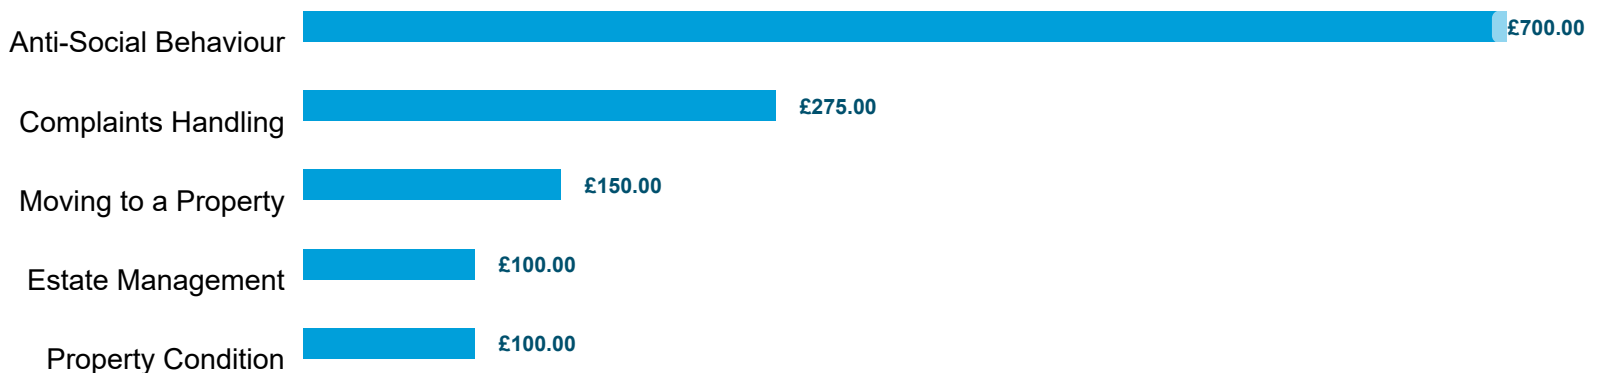 Anti-Social Behaviour £700.00
Complaints Handling £275.00
Moving to a Property £150.00
Estate Management £100.00
Property Condition £100.00